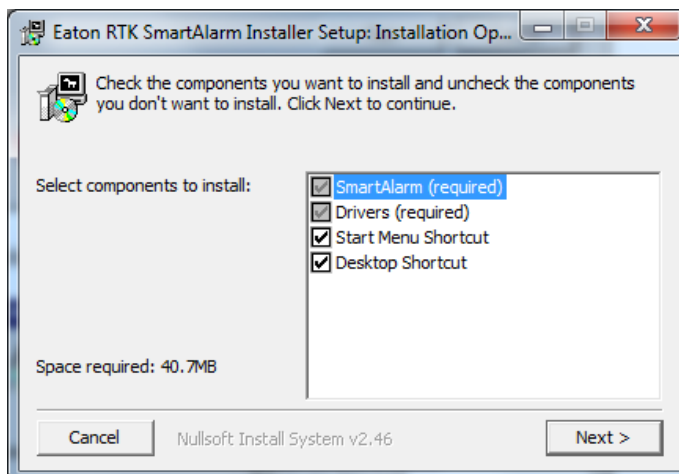 Eaton RTK SmartAlarm Installer Setup: Installation Op...
Check the components you want to install and uncheck the components
you don't want to install. Click Next to continue.
Select components to install:
SmartAlarm (required)
Drivers (required)
Start Menu Shortcut
Desktop Shortcut
Space required: 40.7MB
Cancel
Nullsoft Install System v2.46
Next >